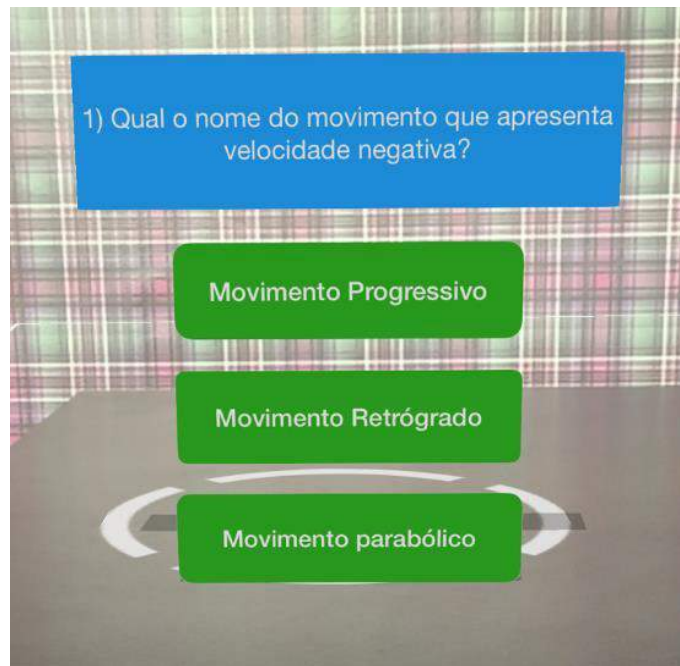 1) Qual o nome do movimento que apresenta
velocidade negativa?
Movimento Progressivo
Movimento Retrógrado
Movimento parabólico